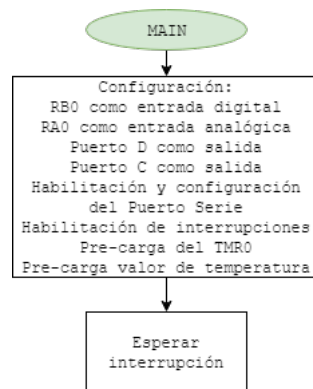 MAIN
Configuración:
RB0 como entrada digital
RA0 como entrada analógica
Puerto D como salida
Puerto C como salida
Habilitación y configuración
del Puerto Serie
Habilitación de interrupciones
Pre-carga del TMR0
Pre-carga valor de temperatura
Esperar
interrupción